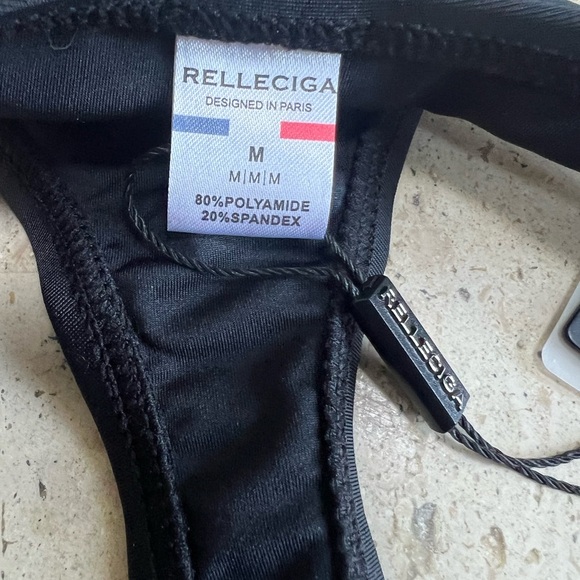 RELLECIGA
DESIGNED IN PARIS
M
M|M|M
80%POLYAMIDE
20%SPANDEX
RELLECIGA